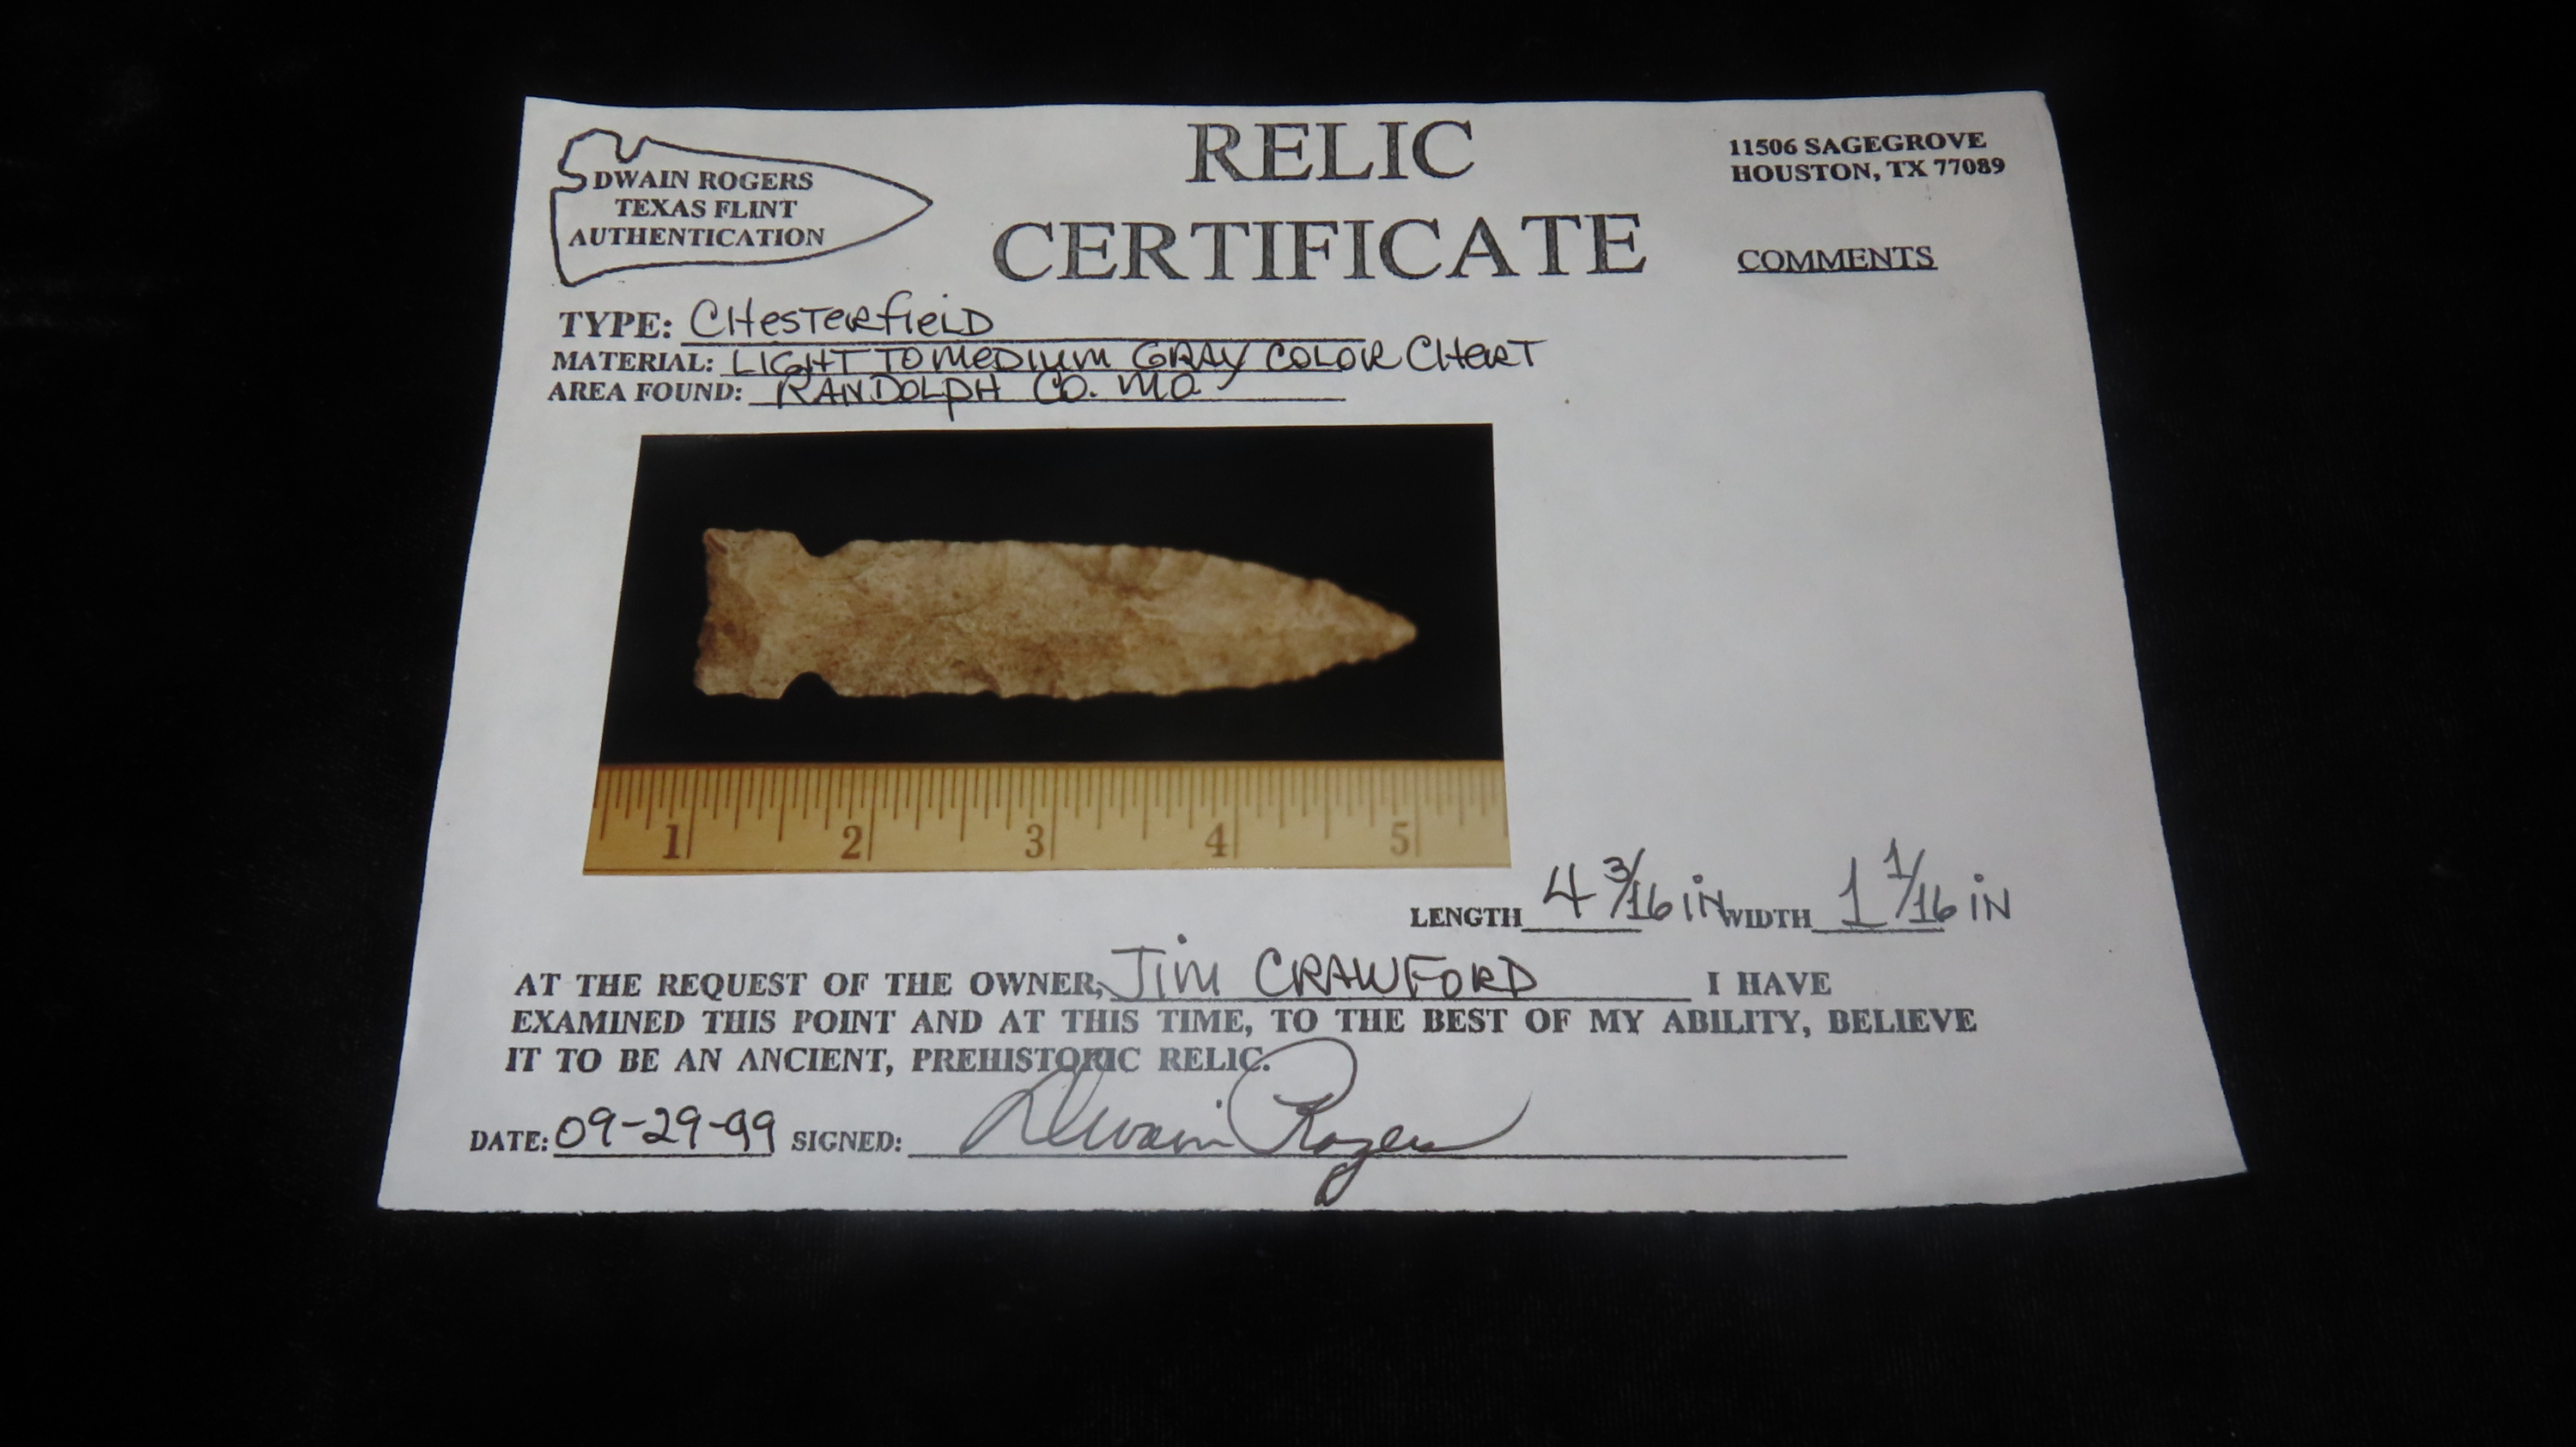 DWAIN ROGERS
TEXAS FLINT
AUTHENTICATION
RELIC
CERTIFICATE
11506 SAGEGROVE
HOUSTON, TX 77089
COMMENTS
TYPE: CHESTERFIELD
MATERIAL: LIGHT TO MEDIUM GRAY COLOR CHERT
AREA FOUND: RANDOLPH CO. MO.
1 2 3 4 5
LENGTH 4 3/16 IN WIDTH 1 1/16 IN
AT THE REQUEST OF THE OWNER, JIM CRAWFORD I HAVE
EXAMINED THIS POINT AND AT THIS TIME, TO THE BEST OF MY ABILITY, BELIEVE
IT TO BE AN ANCIENT, PREHISTORIC RELIC.
DATE: 09-29-99 SIGNED: Dwain Rogers